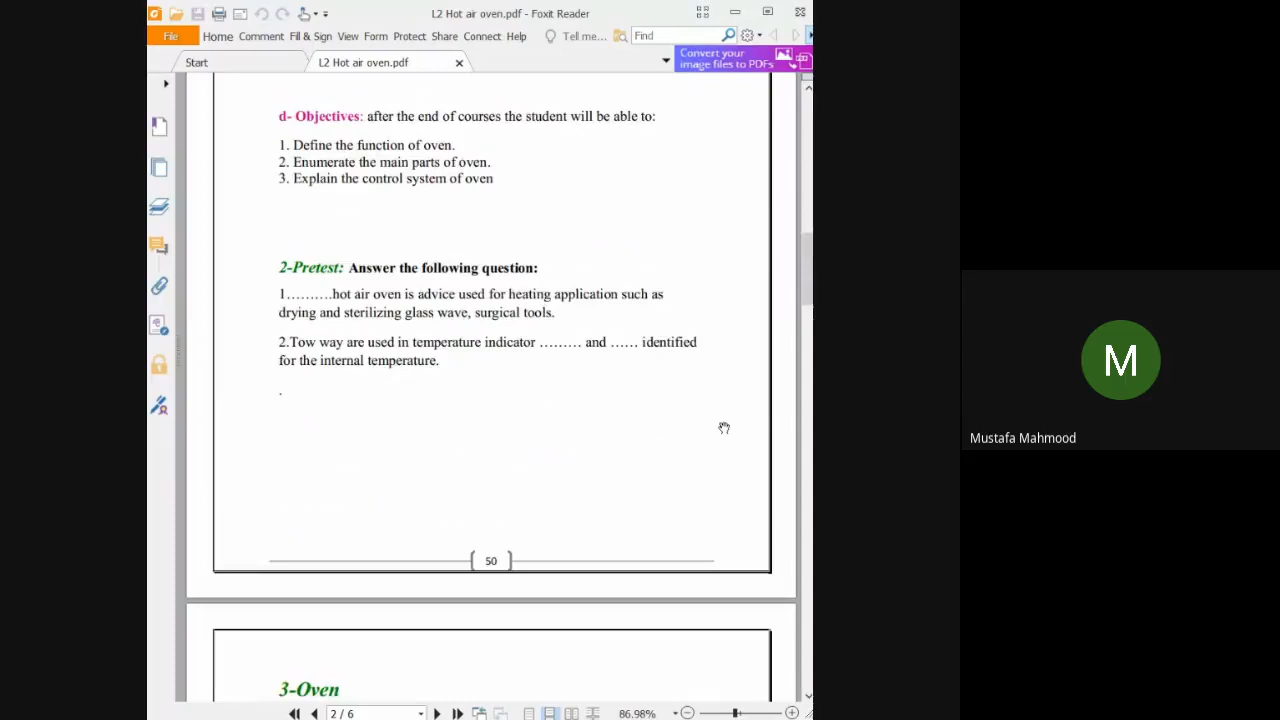 L2 Hot air oven.pdf - Foxit Reader
File Home Comment Fill & Sign View Form Protect Share Connect Help Tell me... Find
Start L2 Hot air oven.pdf
Convert your
image files to PDFs
d- Objectives: after the end of courses the student will be able to:
1. Define the function of oven.
2. Enumerate the main parts of oven.
3. Explain the control system of oven
2-Pretest: Answer the following question:
1..........hot air oven is advice used for heating application such as
drying and sterilizing glass wave, surgical tools.
2.Tow way are used in temperature indicator ......... and ...... identified
for the internal temperature.
.
50
3-Oven
2 / 6 86.98%
M
Mustafa Mahmood